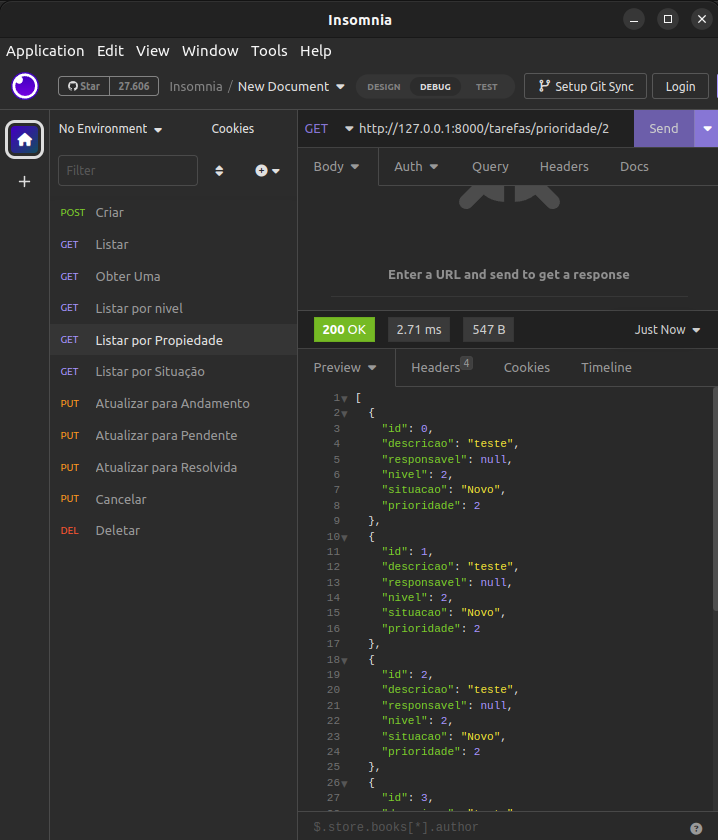 Insomnia
Application Edit View Window Tools Help
Star 27.606 Insomnia / New Document DESIGN DEBUG TEST Setup Git Sync Login
No Environment Cookies
Filter
POST Criar
GET Listar
GET Obter Uma
GET Listar por nivel
GET Listar por Propiedade
GET Listar por Situação
PUT Atualizar para Andamento
PUT Atualizar para Pendente
PUT Atualizar para Resolvida
PUT Cancelar
DEL Deletar
GET http://127.0.0.1:8000/tarefas/prioridade/2 Send
Body Auth Query Headers Docs
Enter a URL and send to get a response
200 OK 2.71 ms 547 B Just Now
Preview Headers 4 Cookies Timeline
1 [
2 {
3 "id": 0,
4 "descricao": "teste",
5 "responsavel": null,
6 "nivel": 2,
7 "situacao": "Novo",
8 "prioridade": 2
9 },
10 {
11 "id": 1,
12 "descricao": "teste",
13 "responsavel": null,
14 "nivel": 2,
15 "situacao": "Novo",
16 "prioridade": 2
17 },
18 {
19 "id": 2,
20 "descricao": "teste",
21 "responsavel": null,
22 "nivel": 2,
23 "situacao": "Novo",
24 "prioridade": 2
25 },
26 {
27 "id": 3,
$.store.books[*].author ?